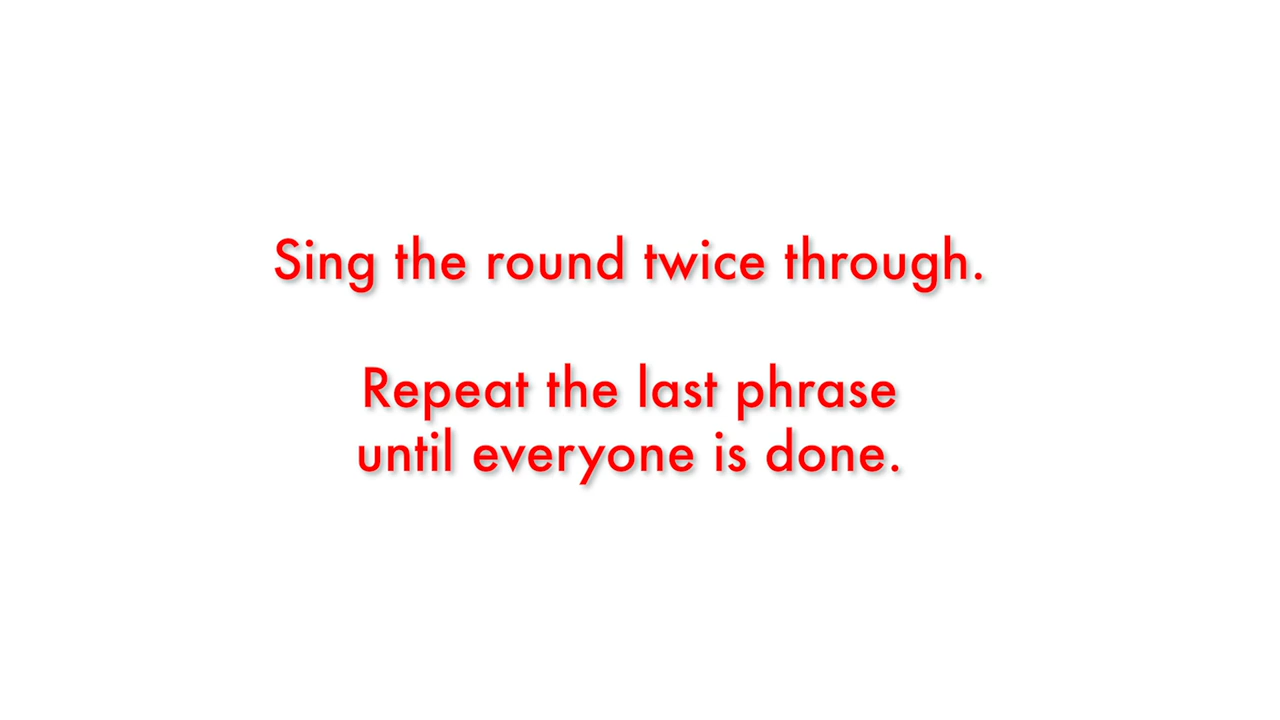 Sing the round twice through.
Repeat the last phrase
until everyone is done.